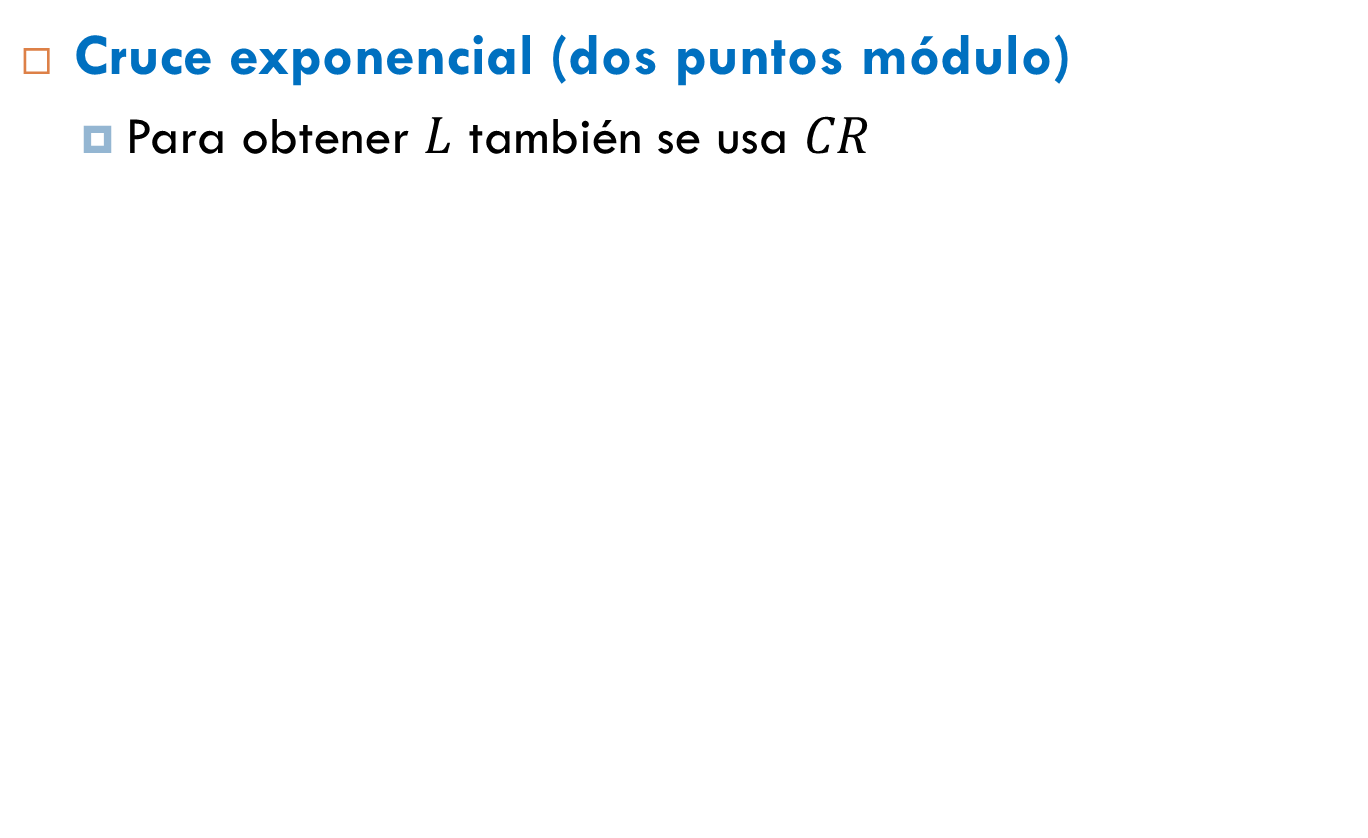 Cruce exponencial (dos puntos módulo)
Para obtener L también se usa CR